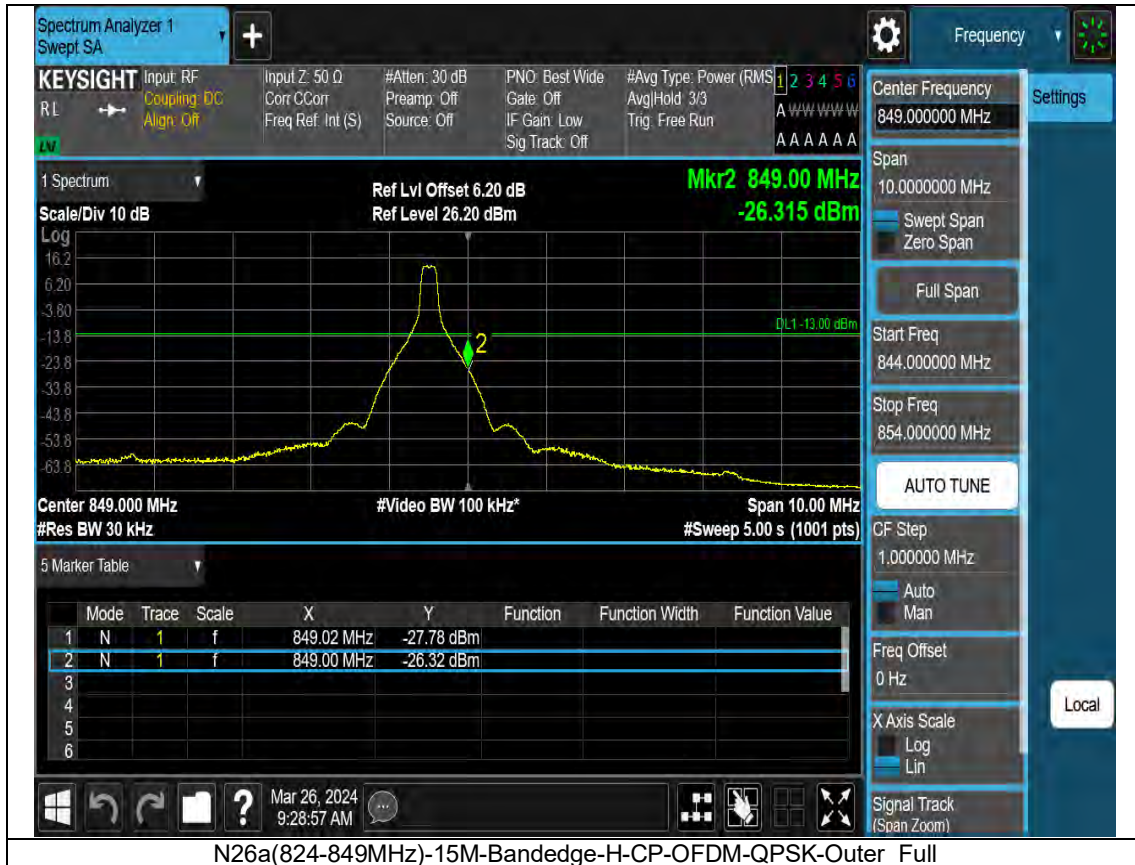 Spectrum Analyzer 1
Swept SA
+
Frequency
KEYSIGHT
RL
Input: RF
Coupling: DC
Align: Off
Input Z: 50 Ω
Corr CCorr
Freq Ref: Int (S)
#Atten: 30 dB
Preamp: Off
Source: Off
PNO: Best Wide
Gate: Off
IF Gain: Low
Sig Track: Off
#Avg Type: Power (RMS
Avg|Hold: 3/3
Trig: Free Run
1 2 3 4 5 6
A W W W W W
A A A A A A
1 Spectrum
Scale/Div 10 dB
Log
Ref Lvl Offset 6.20 dB
Ref Level 26.20 dBm
Mkr2 849.00 MHz
-26.315 dBm
16.2
6.20
-3.80
-13.8
-23.8
-33.8
-43.8
-53.8
-63.8
DL1 -13.00 dBm
2
Center 849.000 MHz
#Res BW 30 kHz
#Video BW 100 kHz*
Span 10.00 MHz
#Sweep 5.00 s (1001 pts)
5 Marker Table
Mode Trace Scale X Y Function Function Width Function Value
1 N 1 f 849.02 MHz -27.78 dBm
2 N 1 f 849.00 MHz -26.32 dBm
3
4
5
6
Center Frequency
849.000000 MHz
Settings
Span
10.0000000 MHz
Swept Span
Zero Span
Full Span
Start Freq
844.000000 MHz
Stop Freq
854.000000 MHz
AUTO TUNE
CF Step
1.000000 MHz
Auto
Man
Freq Offset
0 Hz
Local
X Axis Scale
Log
Lin
Signal Track
(Span Zoom)
?
Mar 26, 2024
9:28:57 AM
N26a(824-849MHz)-15M-Bandedge-H-CP-OFDM-QPSK-Outer_Full